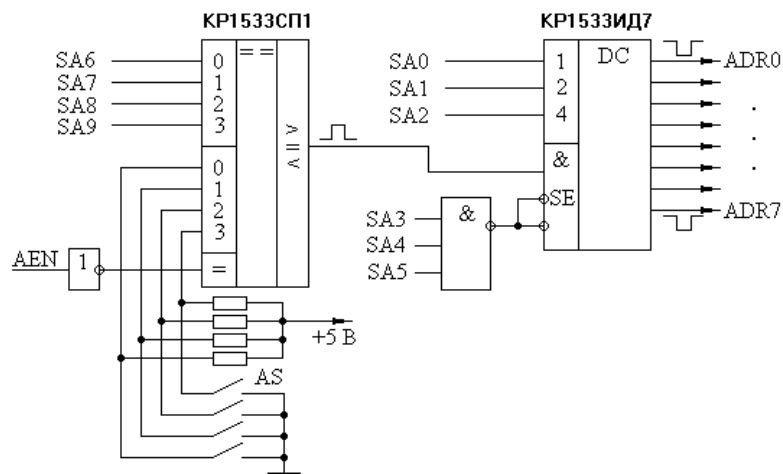 КР1533СП1
КР1533ИД7
SA6
SA7
SA8
SA9
0
1
2
3
0
1
2
3
=
= =
< = >
AEN
1
+5 В
AS
SA0
SA1
SA2
1
2
4
&
SE
DC
SA3
SA4
SA5
&
ADR0
.
.
.
ADR7